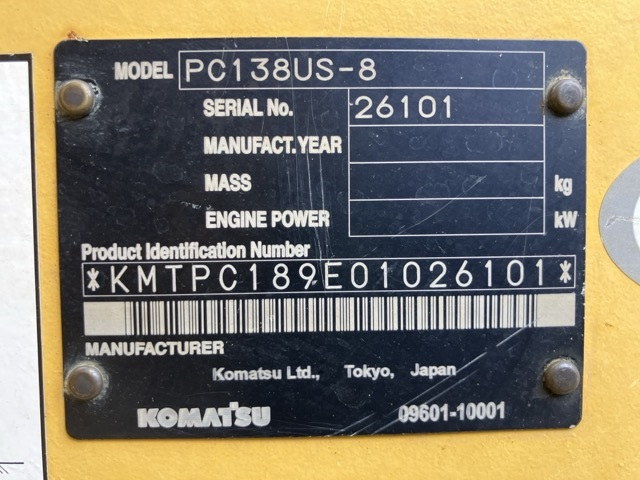 MODEL PC138US-8
SERIAL No. 26101
MANUFACT. YEAR
MASS kg
ENGINE POWER kW
Product Identification Number
*KMTPC189E01026101*
MANUFACTURER
Komatsu Ltd., Tokyo, Japan
KOMATSU 09601-10001